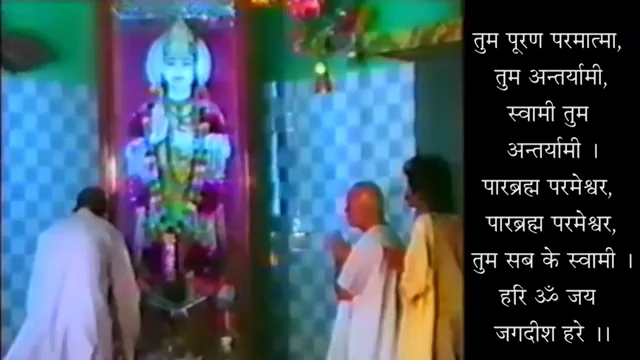 तुम पूरण परमात्मा,
तुम अन्तर्यामी,
स्वामी तुम
अन्तर्यामी ।
पारब्रह्म परमेश्वर,
पारब्रह्म परमेश्वर,
तुम सब के स्वामी ।
हरि ॐ जय
जगदीश हरे ।।